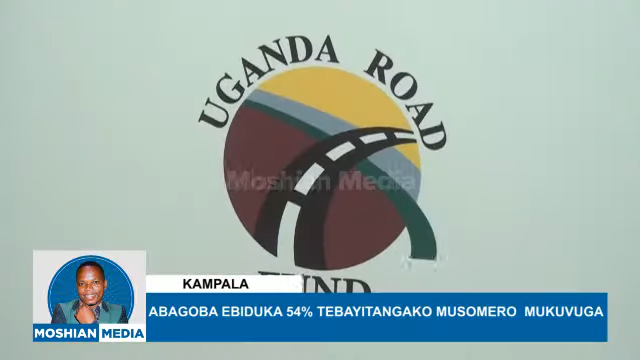 UGANDA ROAD
FUND
Moshian Media
KAMPALA
ABAGOBA EBIDUKA 54% TEBAYITANGAKO MUSOMERO MUKUVUGA
MOSHIAN MEDIA